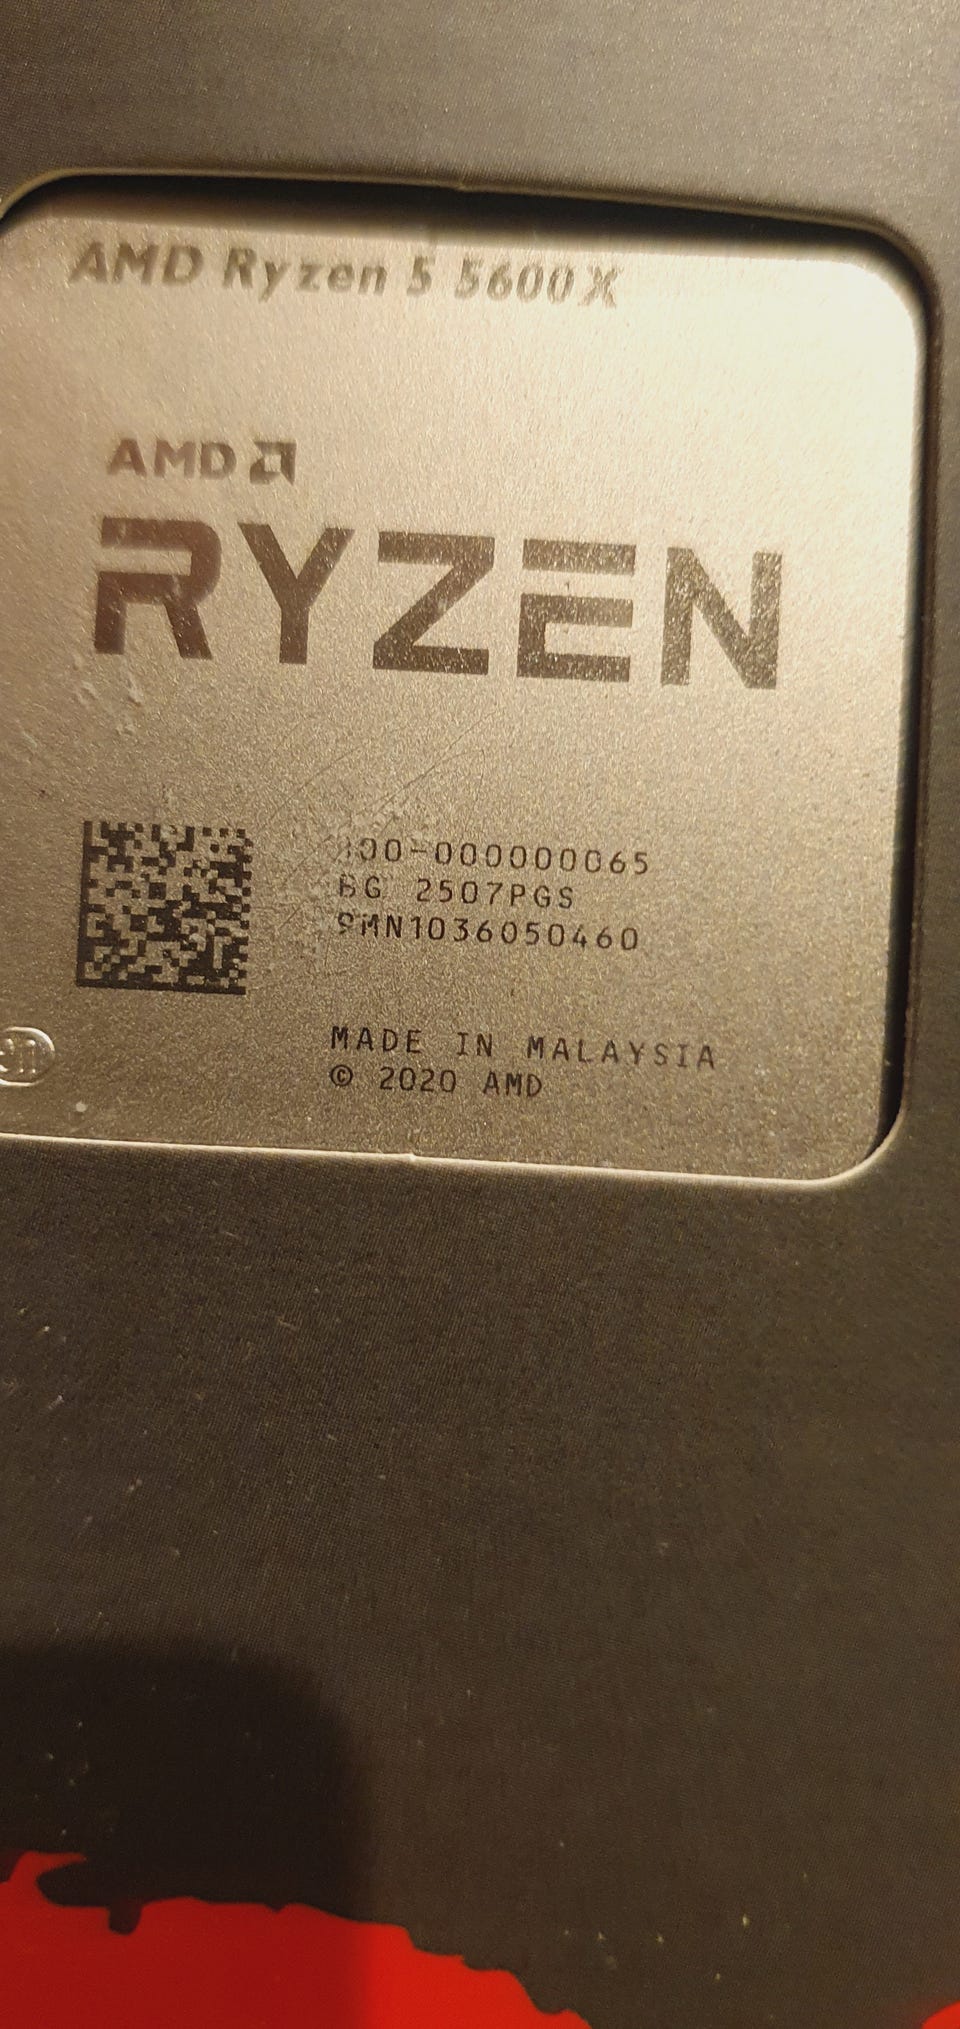 AMD Ryzen 5 5600X
AMD
RYZEN
100-000000065
BG 2507PGS
9MN1036050460
MADE IN MALAYSIA
© 2020 AMD